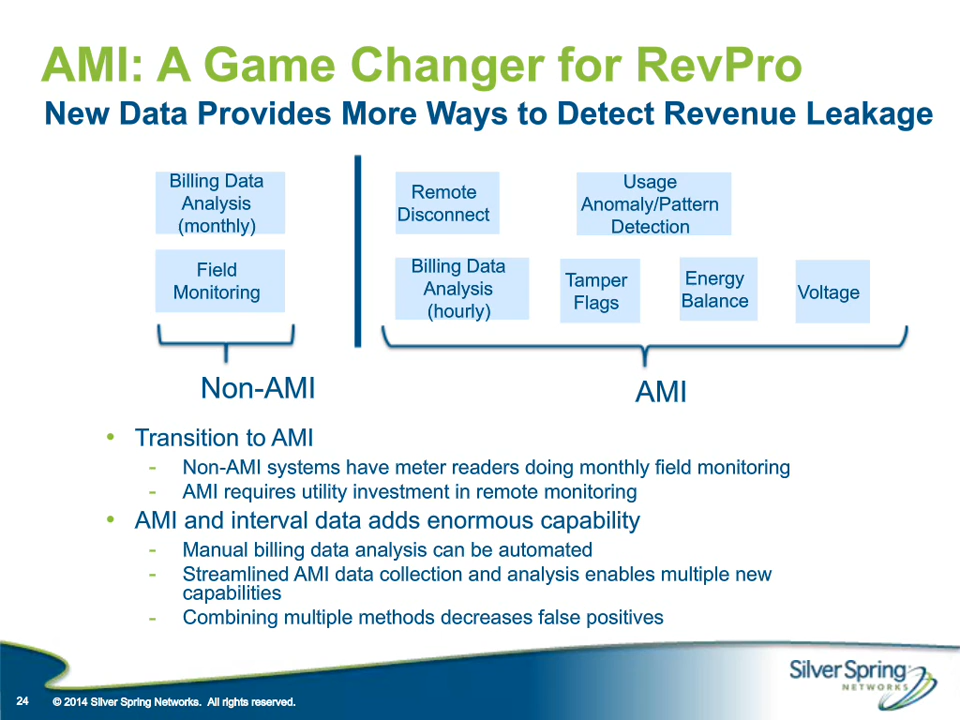 AMI: A Game Changer for RevPro
New Data Provides More Ways to Detect Revenue Leakage
Billing Data
Analysis
(monthly)
Field
Monitoring
Non-AMI
Remote
Disconnect
Usage
Anomaly/Pattern
Detection
Billing Data
Analysis
(hourly)
Tamper
Flags
Energy
Balance
Voltage
AMI
• Transition to AMI
- Non-AMI systems have meter readers doing monthly field monitoring
- AMI requires utility investment in remote monitoring
• AMI and interval data adds enormous capability
- Manual billing data analysis can be automated
- Streamlined AMI data collection and analysis enables multiple new
capabilities
- Combining multiple methods decreases false positives
24 © 2014 Silver Spring Networks. All rights reserved.
Silver Spring
NETWORKS